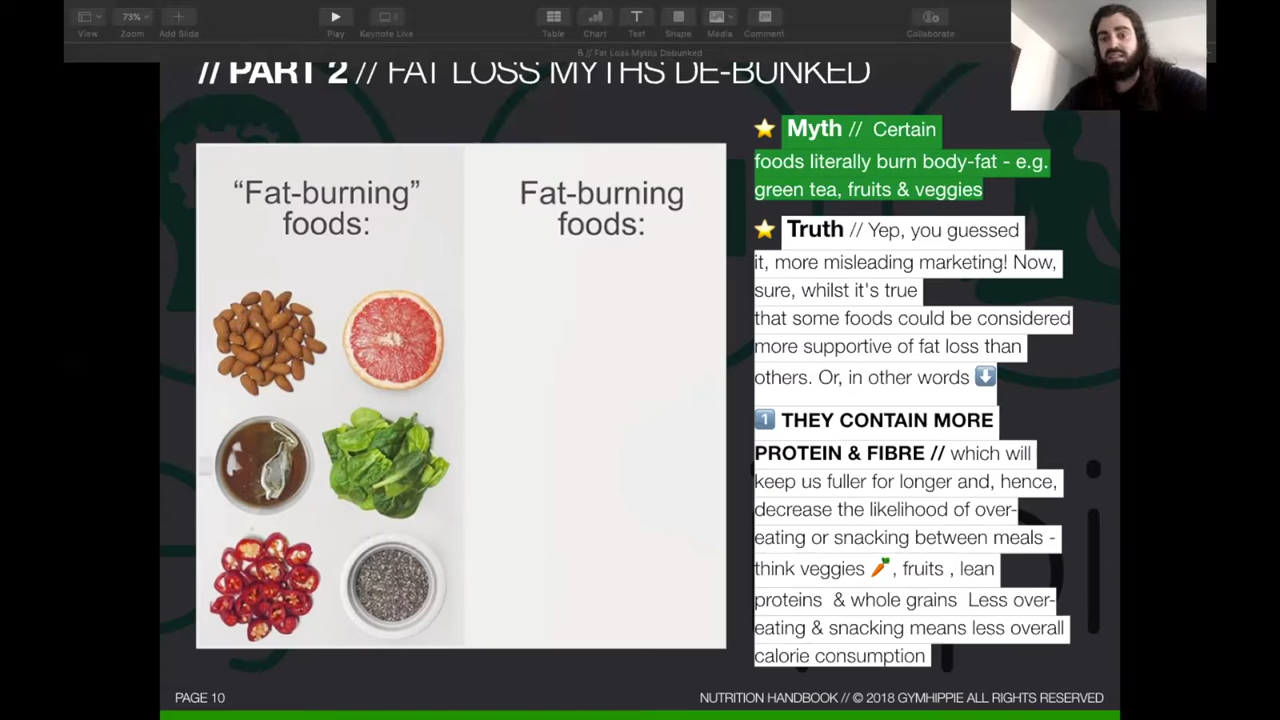 View
Zoom
Add Slide
Play
Keynote Live
Table
Chart
Text
Shape
Media
Comment
Collaborate
73%
6 // Fat Loss Myths Debunked
// PART 2 // FAT LOSS MYTHS DE-BUNKED
“Fat-burning”
foods:
Fat-burning
foods:
Myth // Certain
foods literally burn body-fat - e.g.
green tea, fruits & veggies
Truth // Yep, you guessed
it, more misleading marketing! Now,
sure, whilst it's true
that some foods could be considered
more supportive of fat loss than
others. Or, in other words ⬇️
1️⃣ THEY CONTAIN MORE
PROTEIN & FIBRE // which will
keep us fuller for longer and, hence,
decrease the likelihood of over-
eating or snacking between meals -
think veggies 🥕, fruits , lean
proteins & whole grains Less over-
eating & snacking means less overall
calorie consumption
PAGE 10
NUTRITION HANDBOOK // © 2018 GYMHIPPIE ALL RIGHTS RESERVED